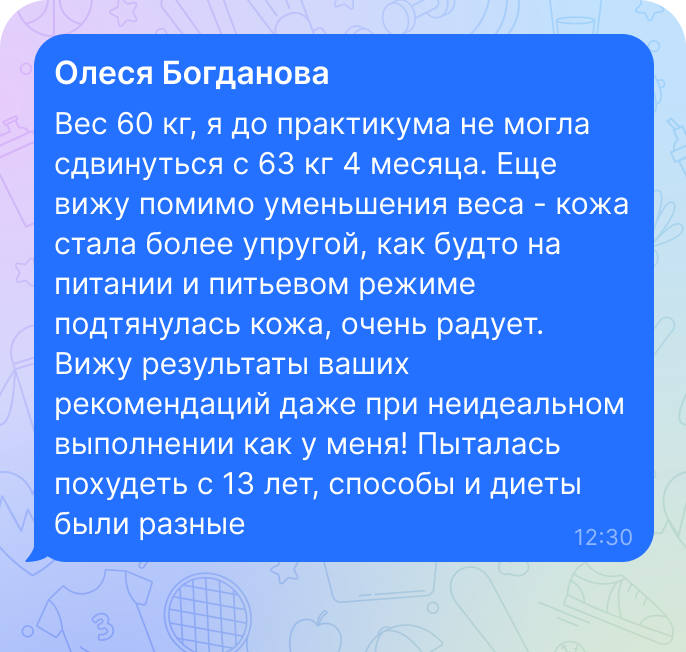 Олеся Богданова
Вес 60 кг, я до практикума не могла
сдвинуться с 63 кг 4 месяца. Еще
вижу помимо уменьшения веса - кожа
стала более упругой, как будто на
питании и питьевом режиме
подтянулась кожа, очень радует.
Вижу результаты ваших
рекомендаций даже при неидеальном
выполнении как у меня! Пыталась
похудеть с 13 лет, способы и диеты
были разные
12:30